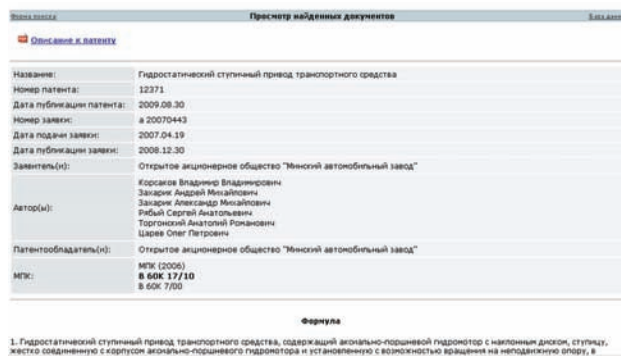 Форма поиска Просмотр найденных документов
Описание к патенту
Название: Гидростатический ступичный привод транспортного средства
Номер патента: 12371
Дата публикации патента: 2009.08.30
Номер заявки: a 20070443
Дата подачи заявки: 2007.04.19
Дата публикации заявки: 2008.12.30
Заявитель(и): Открытое акционерное общество "Минский автомобильный завод"
Автор(ы): Корсаков Владимир Владимирович
Захарик Андрей Михайлович
Захарик Александр Михайлович
Рябый Сергей Анатольевич
Торгонский Анатолий Романович
Царев Олег Петрович
Патентообладатель(и): Открытое акционерное общество "Минский автомобильный завод"
МПК: МПК (2006)
B 60K 17/10
B 60K 7/00
Формула
1. Гидростатический ступичный привод транспортного средства, содержащий аксиально-поршневой гидромотор с наклонным диском, ступицу,
жестко соединенную с корпусом аксиально-поршневого гидромотора и установленную с возможностью вращения на неподвижную опору, в